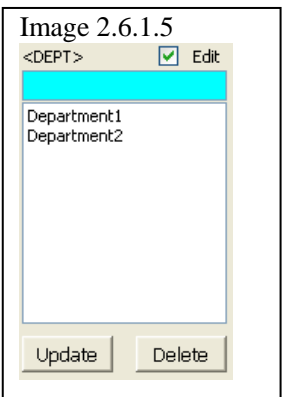 Image 2.6.1.5
<DEPT> Edit
Department1
Department2
Update Delete